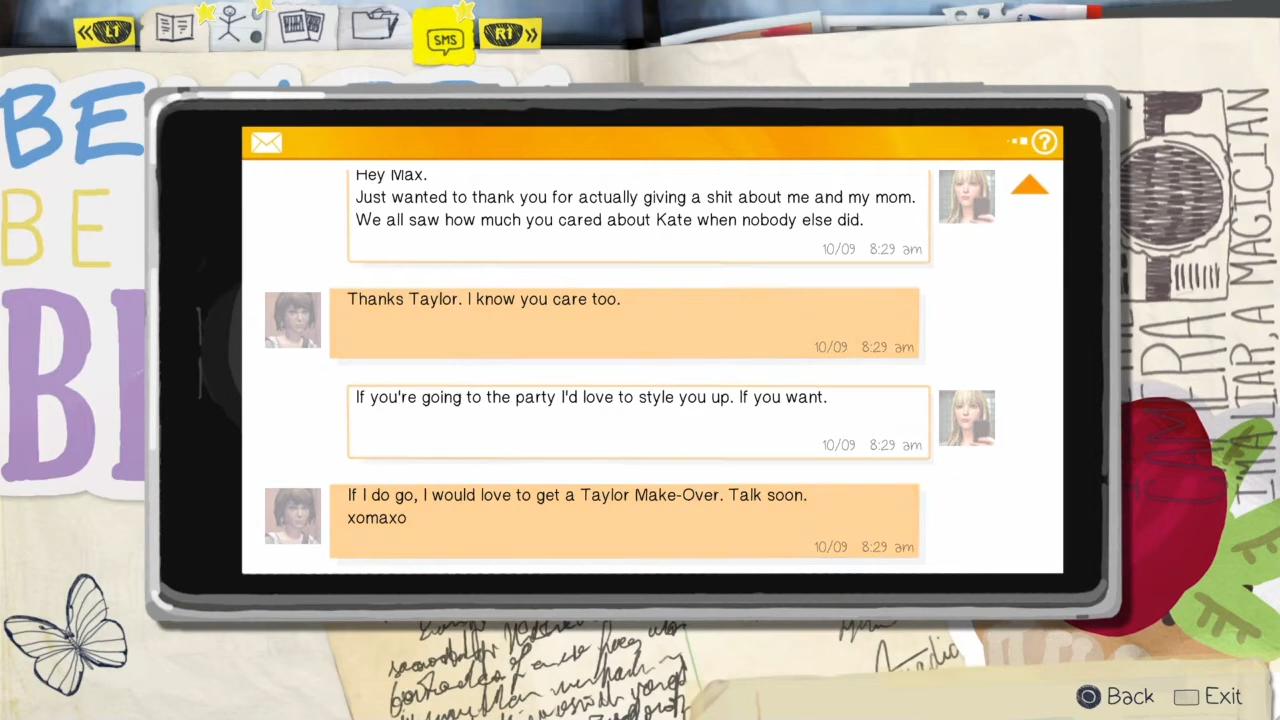 L1
SMS
R1
BE
BE
Hey Max.
Just wanted to thank you for actually giving a shit about me and my mom.
We all saw how much you cared about Kate when nobody else did.
10/09 8:29 am
Thanks Taylor. I know you care too.
10/09 8:29 am
If you're going to the party I'd love to style you up. If you want.
10/09 8:29 am
If I do go, I would love to get a Taylor Make-Over. Talk soon.
xomaxo
10/09 8:29 am
?
A MAGICIAN
Back
Exit